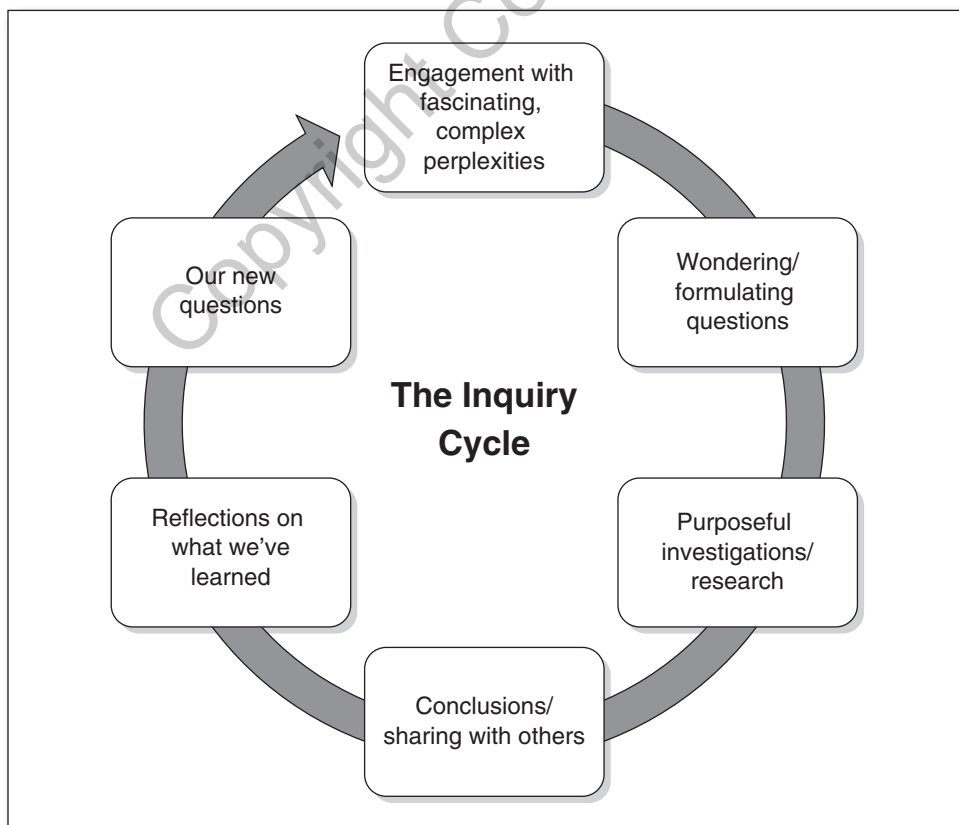 Engagement with
fascinating,
complex
perplexities
Wondering/
formulating
questions
Purposeful
investigations/
research
Conclusions/
sharing with others
Reflections on
what we've
learned
Our new
questions
The Inquiry
Cycle
Copyright